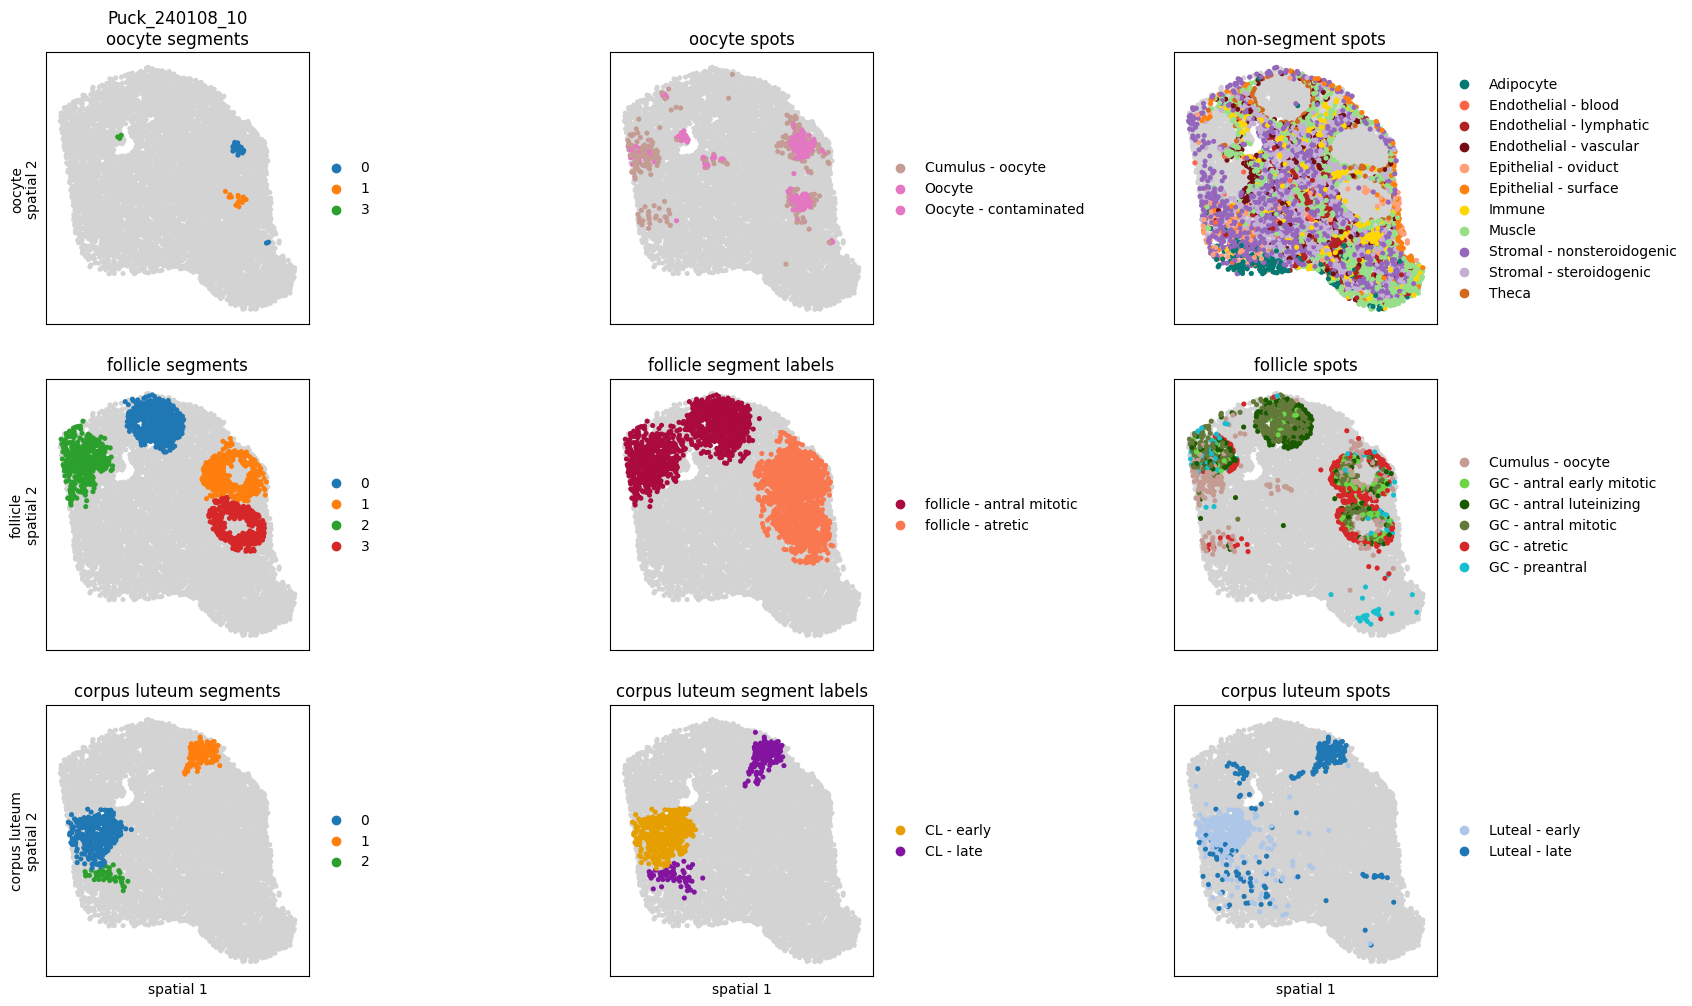 Puck_240108_10
oocyte segments
oocyte
spatial 2
0
1
3
oocyte spots
Cumulus - oocyte
Oocyte
Oocyte - contaminated
non-segment spots
Adipocyte
Endothelial - blood
Endothelial - lymphatic
Endothelial - vascular
Epithelial - oviduct
Epithelial - surface
Immune
Muscle
Stromal - nonsteroidogenic
Stromal - steroidogenic
Theca
follicle segments
follicle
spatial 2
0
1
2
3
follicle segment labels
follicle - antral mitotic
follicle - atretic
follicle spots
Cumulus - oocyte
GC - antral early mitotic
GC - antral luteinizing
GC - antral mitotic
GC - atretic
GC - preantral
corpus luteum segments
corpus luteum
spatial 2
spatial 1
0
1
2
corpus luteum segment labels
spatial 1
CL - early
CL - late
corpus luteum spots
spatial 1
Luteal - early
Luteal - late